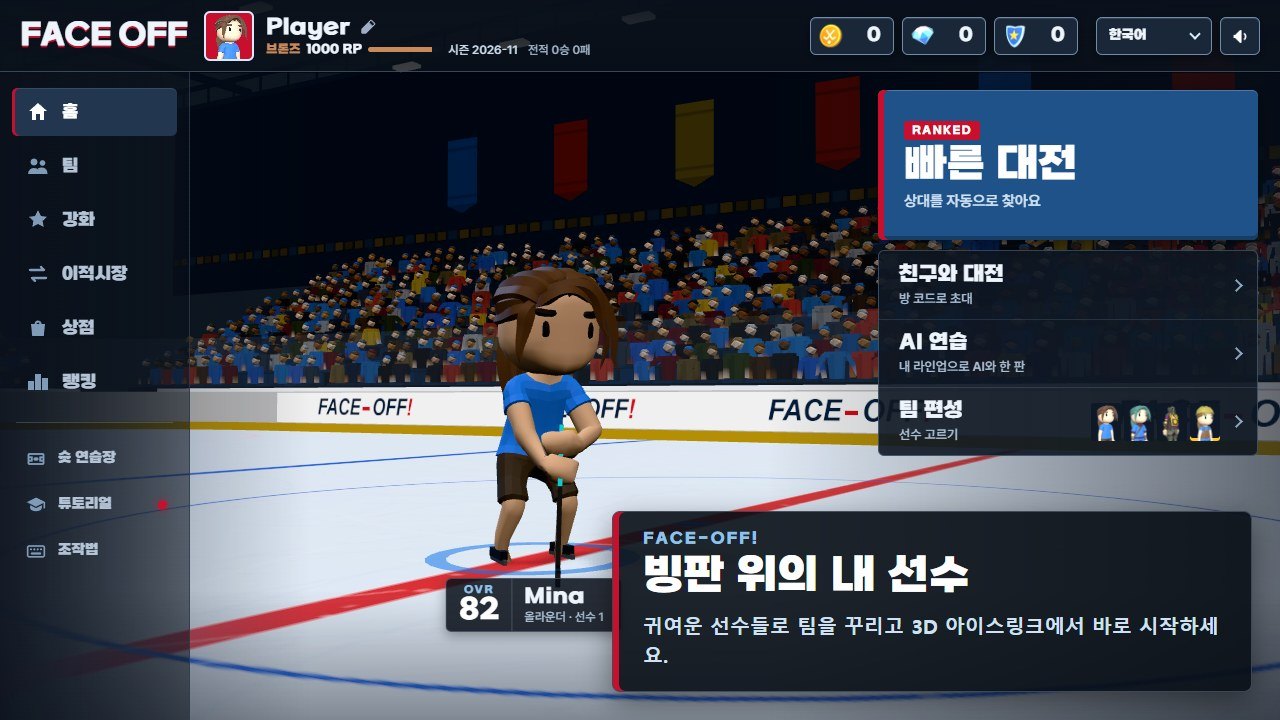 FACE OFF
Player
브론즈 1000 RP
시즌 2026-11 전적 0승 0패
0
0
0
한국어
홈
팀
강화
이적시장
상점
랭킹
숏 연습장
튜토리얼
조작법
RANKED
빠른 대전
상대를 자동으로 찾아요
친구와 대전
방 코드로 초대
AI 연습
내 라인업으로 AI와 한 판
팀 편성
선수 고르기
FACE-OFF!
OFF!
FACE-O
OVR
82
Mina
올라운더 · 선수 1
FACE-OFF!
빙판 위의 내 선수
귀여운 선수들로 팀을 꾸리고 3D 아이스링크에서 바로 시작하세
요.